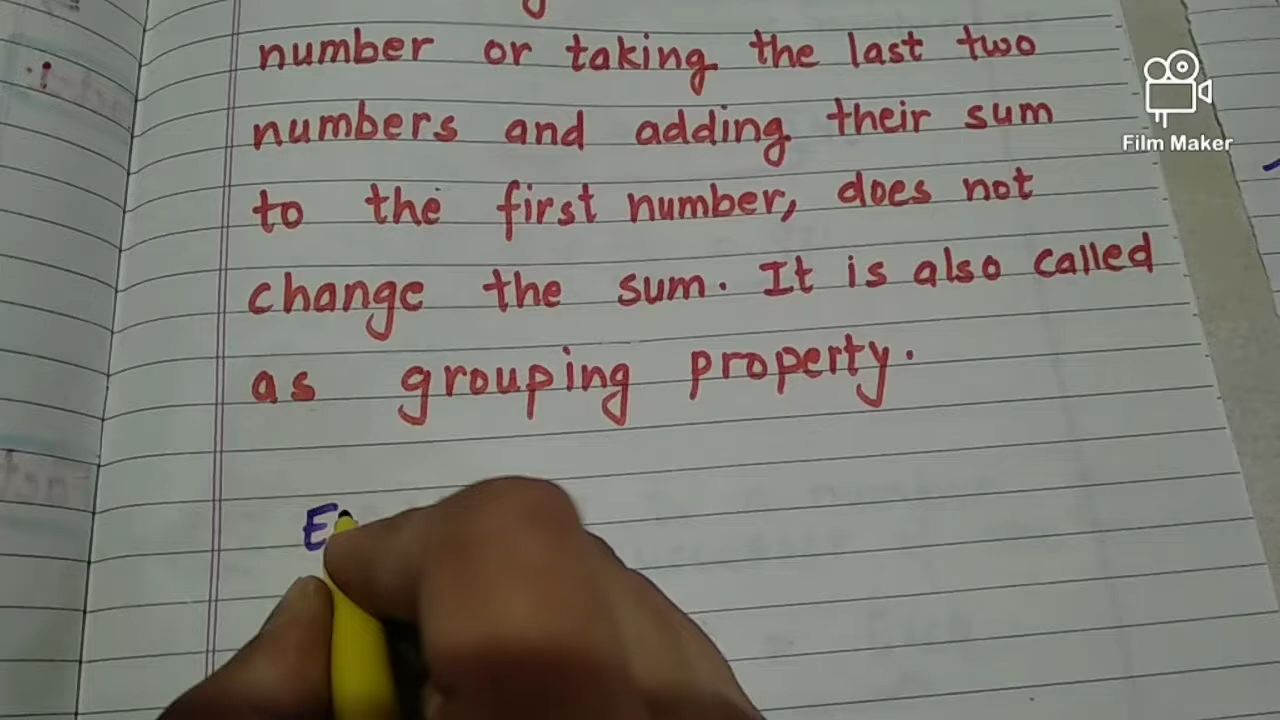 number or taking the last two
numbers and adding their sum
to the first number, does not
change the sum. It is also called
as grouping property.
E
Film Maker